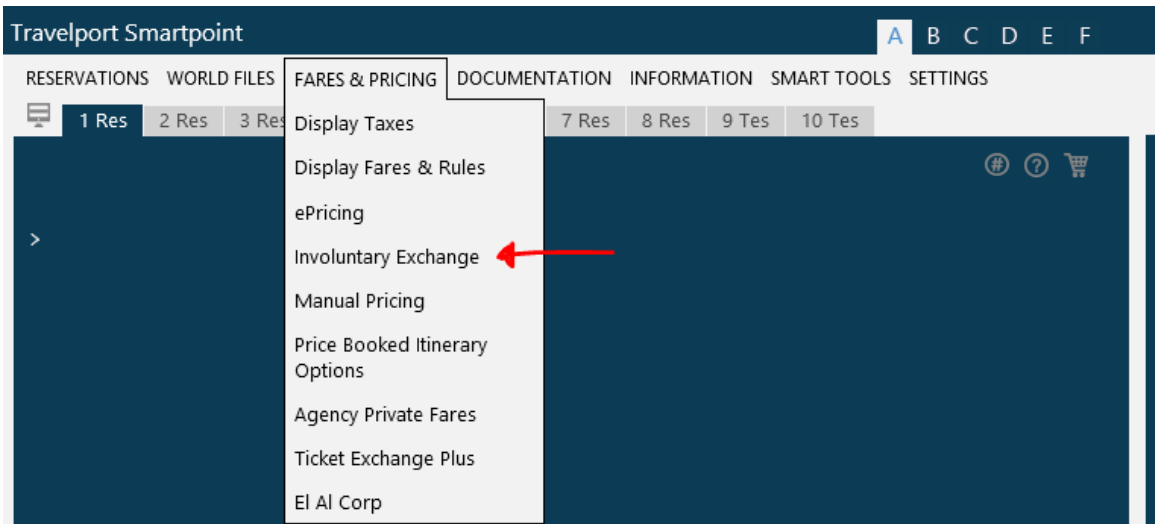 Travelport Smartpoint
A B C D E F
RESERVATIONS WORLD FILES FARES & PRICING DOCUMENTATION INFORMATION SMART TOOLS SETTINGS
1 Res 2 Res 3 Res 7 Res 8 Res 9 Tes 10 Tes
Display Taxes
Display Fares & Rules
ePricing
>
Involuntary Exchange
Manual Pricing
Price Booked Itinerary
Options
Agency Private Fares
Ticket Exchange Plus
El Al Corp